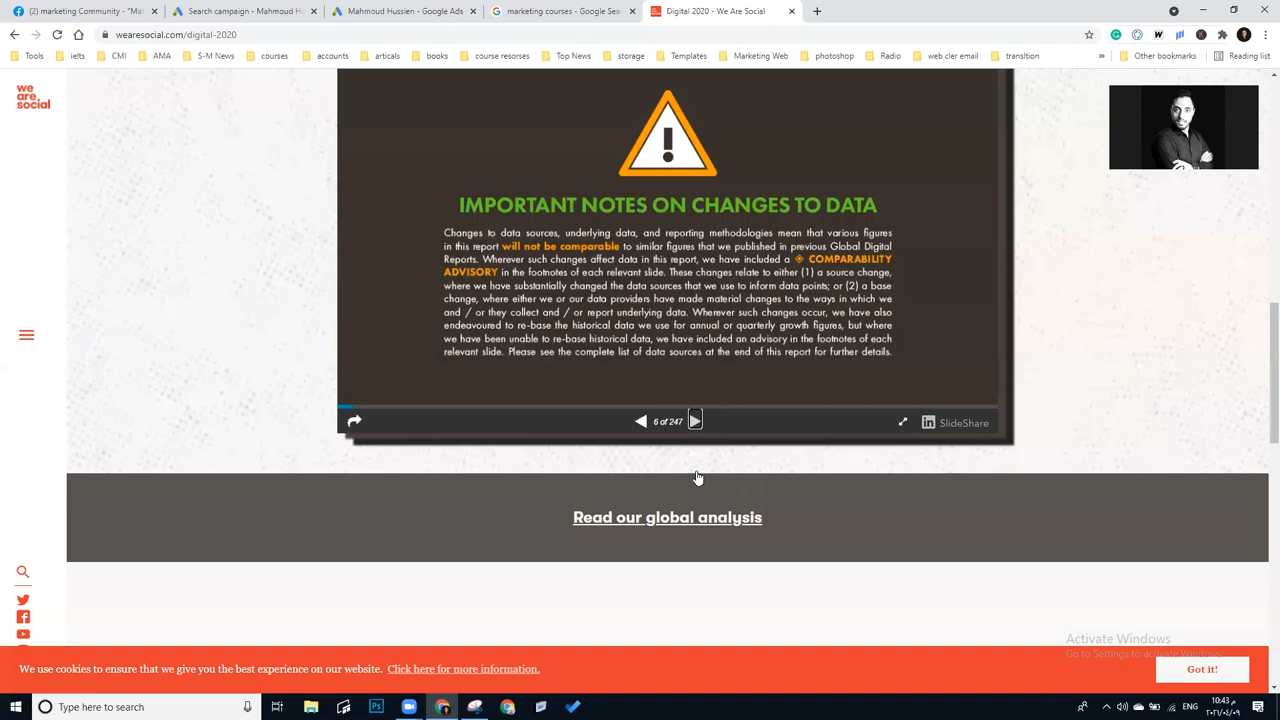 (2) marketing Community - "Mal
Search campaign - Mahmoud Hu
Mahmoud Hussien - Google Ads
marketing courses - Google Sea
Digital 2020 - We Are Social
wearesocial.com/digital-2020
Tools
ielts
CMI
AMA
S-M News
courses
accounts
articals
books
course resorses
Top News
storage
Templates
Marketing Web
photoshop
Radio
web cler email
transltion
Other bookmarks
Reading list
we
are
social
IMPORTANT NOTES ON CHANGES TO DATA
Changes to data sources, underlying data, and reporting methodologies mean that various figures
in this report will not be comparable to similar figures that we published in previous Global Digital
Reports. Wherever such changes affect data in this report, we have included a ◈ COMPARABILITY
ADVISORY in the footnotes of each relevant slide. These changes relate to either (1) a source change,
where we have substantially changed the data sources that we use to inform data points; or (2) a base
change, where either we or our data providers have made material changes to the ways in which we
and / or they collect and / or report underlying data. Wherever such changes occur, we have also
endeavoured to re-base the historical data we use for annual or quarterly growth figures, but where
we have been unable to re-base historical data, we have included an advisory in the footnotes of each
relevant slide. Please see the complete list of data sources at the end of this report for further details.
6 of 247
SlideShare
Read our global analysis
Activate Windows
Go to Settings to activate Windows.
We use cookies to ensure that we give you the best experience on our website. Click here for more information.
Got it!
Type here to search
10:43 م
٢٠٢١/٠٤/٠٩